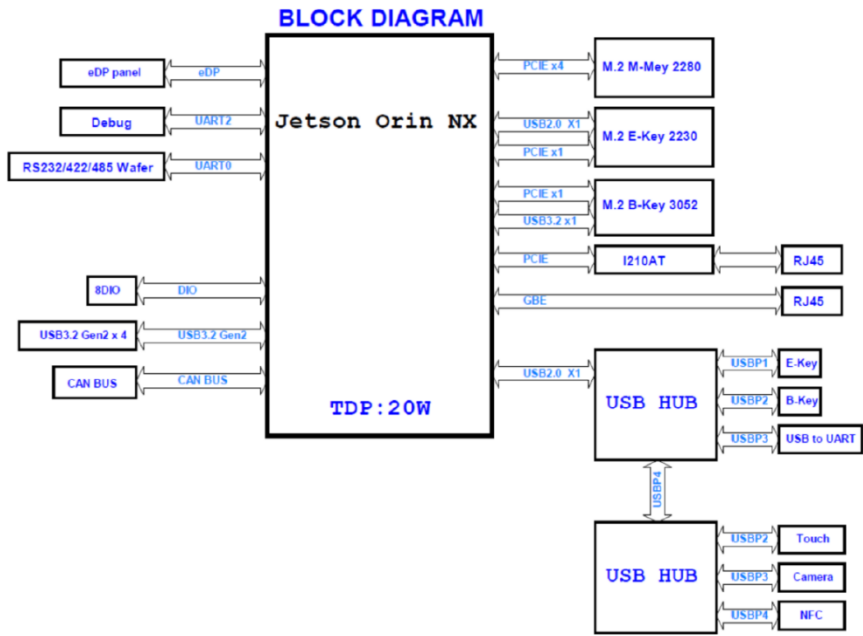 BLOCK DIAGRAM
Jetson Orin NX
TDP:20W
eDP panel
eDP
Debug
UART2
RS232/422/485 Wafer
UART0
8DIO
DIO
USB3.2 Gen2 x 4
USB3.2 Gen2
CAN BUS
CAN BUS
PCIE x4
M.2 M-Mey 2280
USB2.0 X1
M.2 E-Key 2230
PCIE x1
PCIE x1
M.2 B-Key 3052
USB3.2 x1
PCIE
I210AT
RJ45
GBE
RJ45
USB2.0 X1
USB HUB
USBP1
E-Key
USBP2
B-Key
USBP3
USB to UART
USBP4
USB HUB
USBP2
Touch
USBP3
Camera
USBP4
NFC